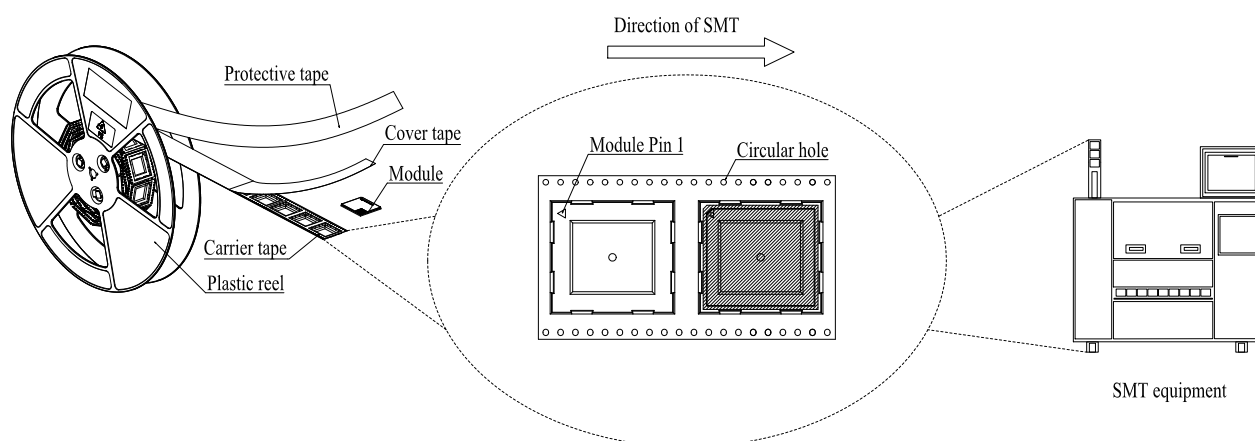 Direction of SMT
Protective tape
Cover tape
Module
Carrier tape
Plastic reel
Module Pin 1
Circular hole
SMT equipment